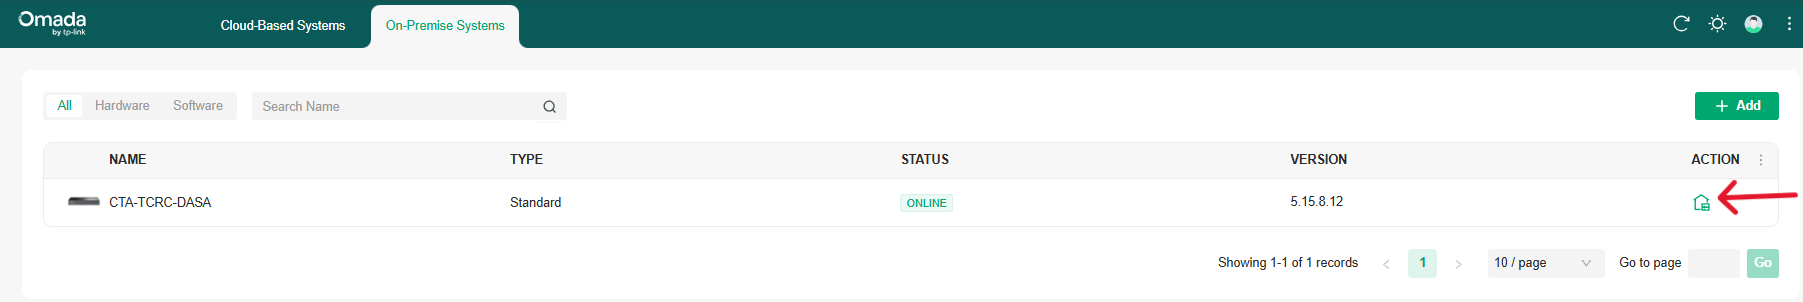 Omada
by tp-link
Cloud-Based Systems
On-Premise Systems
All Hardware Software
Search Name
+ Add
NAME TYPE STATUS VERSION ACTION
CTA-TCRC-DASA Standard ONLINE 5.15.8.12
Showing 1-1 of 1 records < 1 > 10 / page Go to page Go